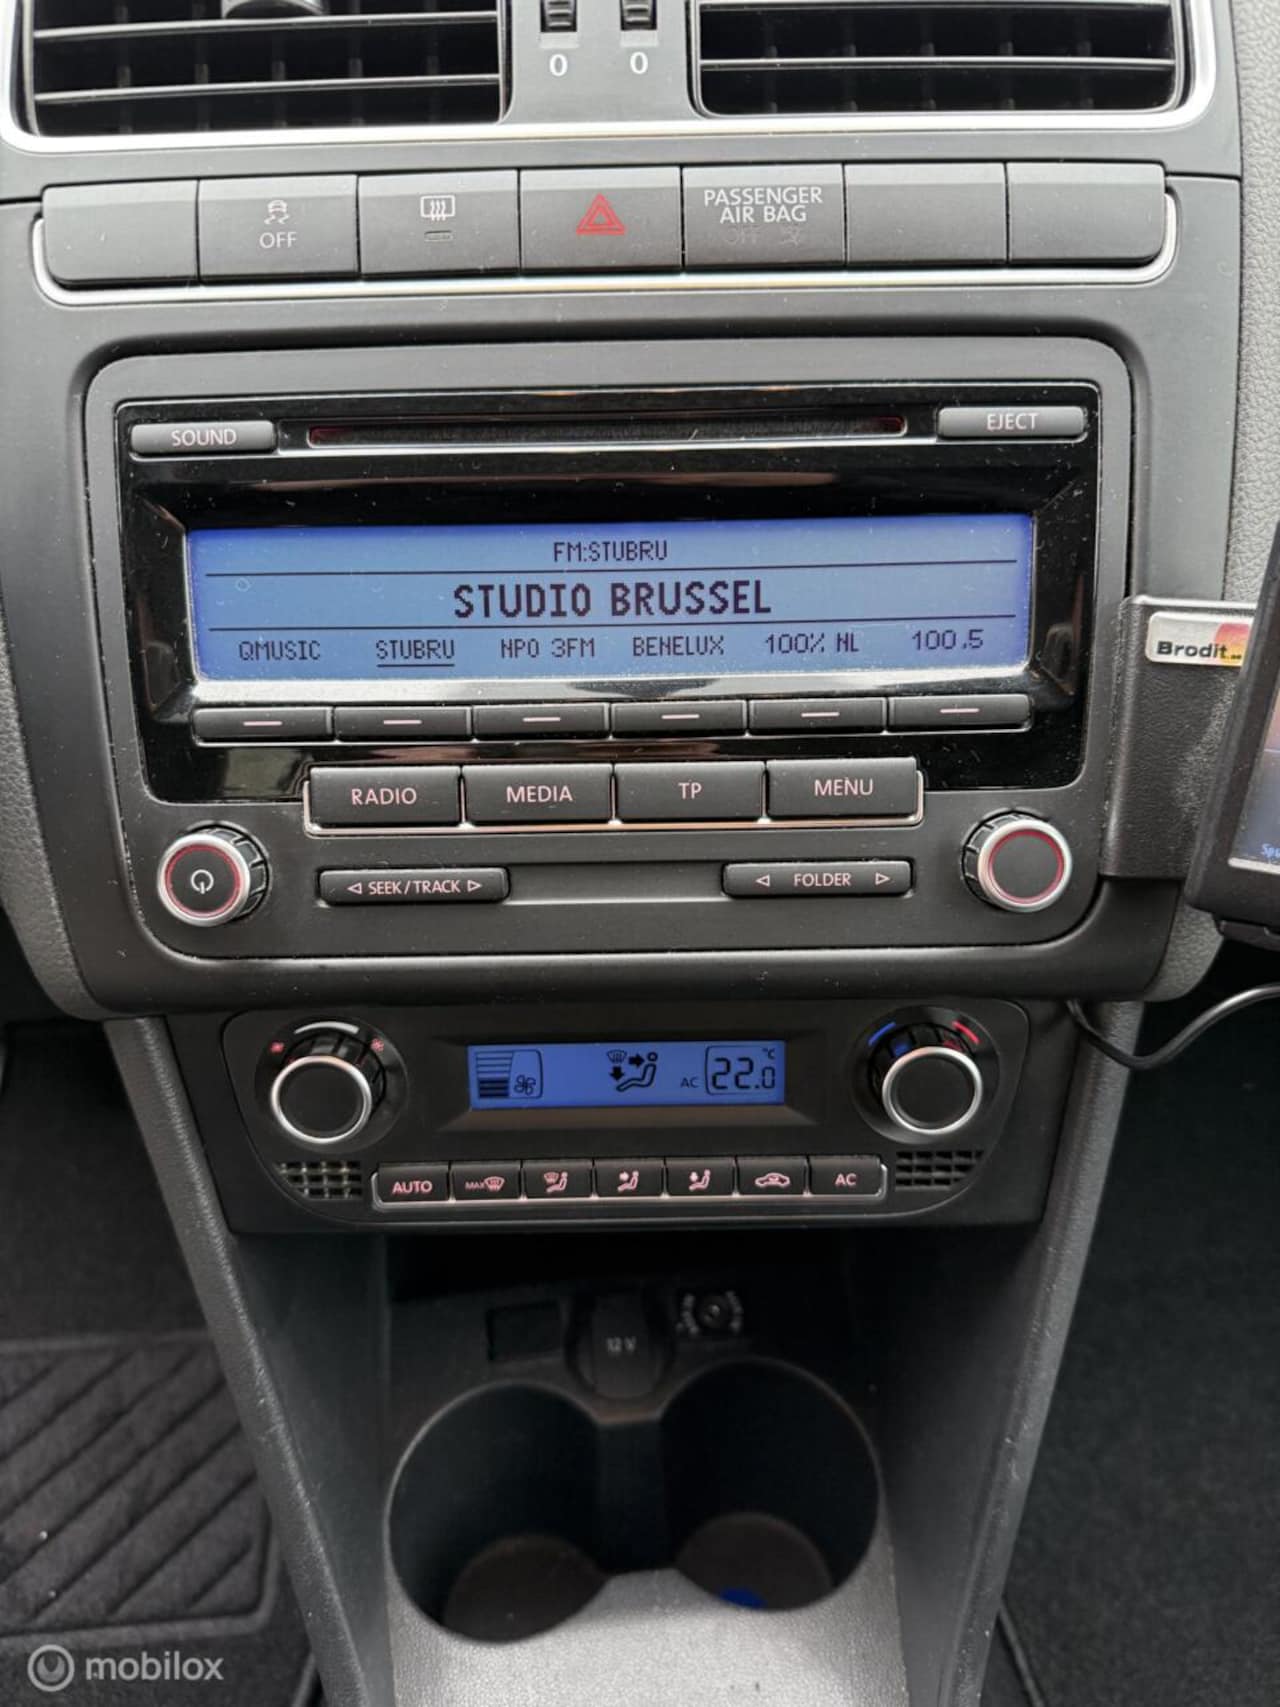 0 0
OFF
PASSENGER
AIR BAG
OFF
SOUND
EJECT
FM:STUBRU
STUDIO BRUSSEL
QMUSIC STUBRU NPO 3FM BENELUX 100% NL 100.5
Brodit
RADIO MEDIA TP MENU
SEEK/TRACK
FOLDER
AC 22.0 °C
AUTO MAX AC
12 V
mobilox